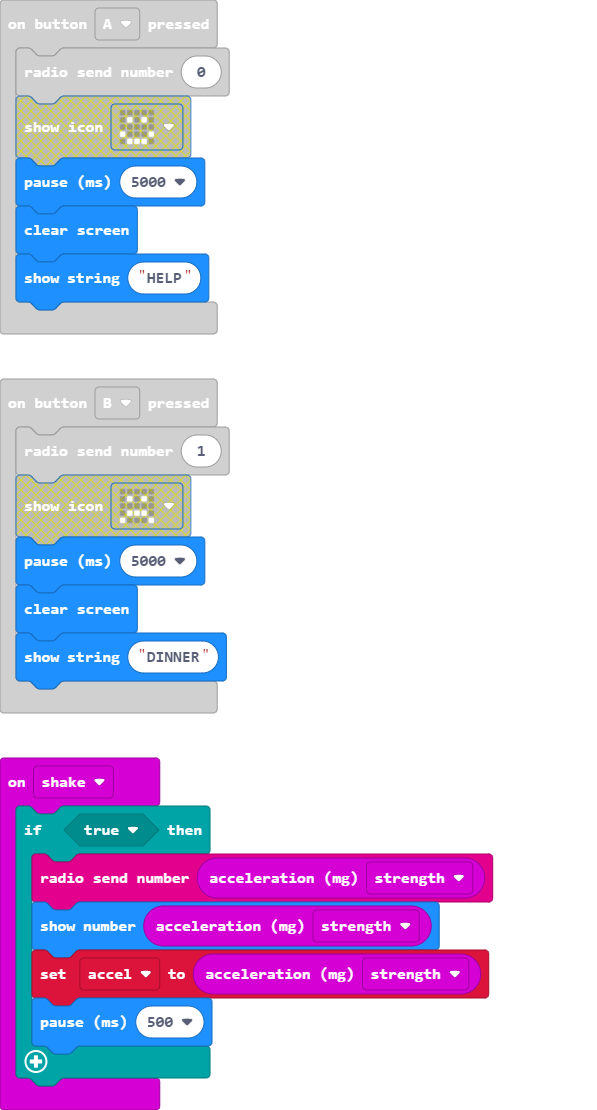 on button A pressed
radio send number 0
show icon
pause (ms) 5000
clear screen
show string "HELP"
on button B pressed
radio send number 1
show icon
pause (ms) 5000
clear screen
show string "DINNER"
on shake
if true then
radio send number acceleration (mg) strength
show number acceleration (mg) strength
set accel to acceleration (mg) strength
pause (ms) 500